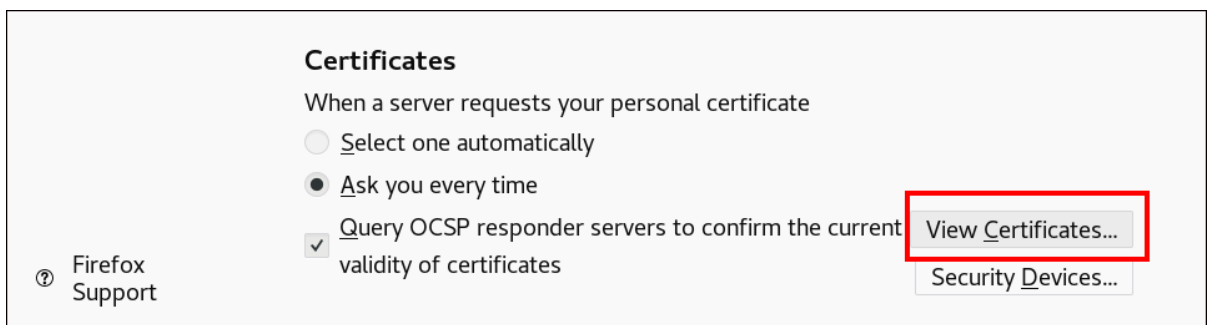 Certificates
When a server requests your personal certificate
Select one automatically
Ask you every time
Query OCSP responder servers to confirm the current
validity of certificates
View Certificates...
Security Devices...
Firefox
Support